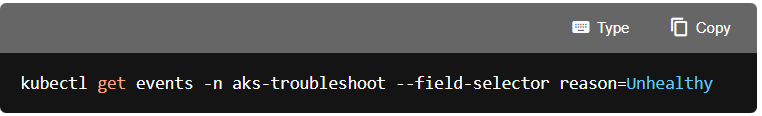 Type Copy
kubectl get events -n aks-troubleshoot --field-selector reason=Unhealthy